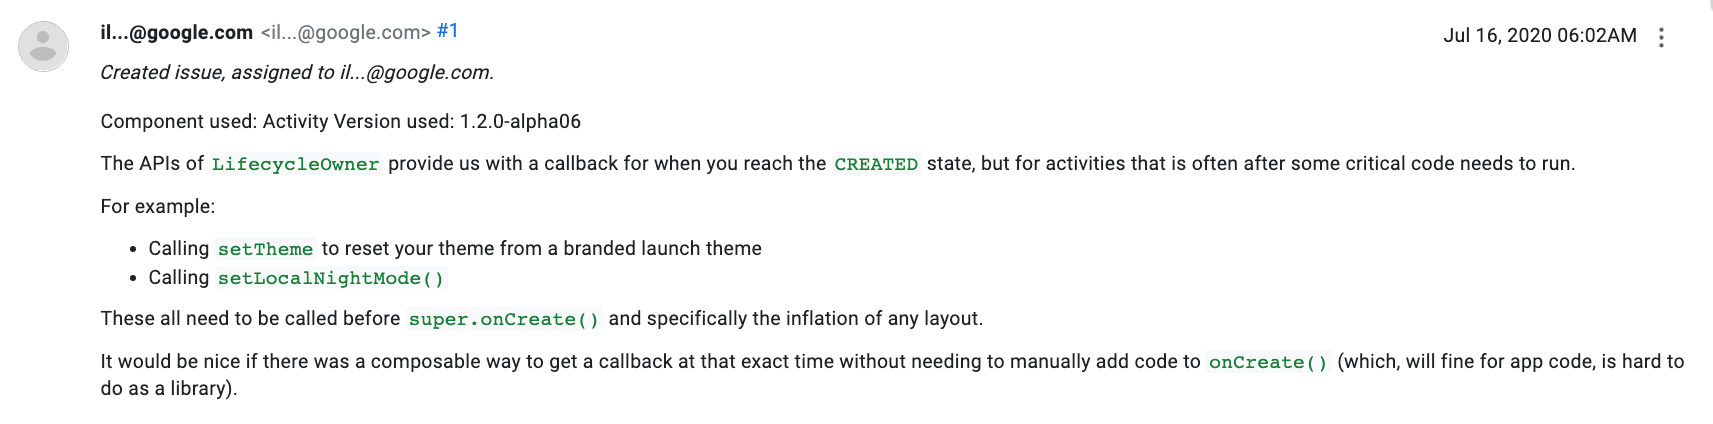 il...@google.com <il...@google.com> #1
Jul 16, 2020 06:02AM
Created issue, assigned to il...@google.com.
Component used: Activity Version used: 1.2.0-alpha06
The APIs of LifecycleOwner provide us with a callback for when you reach the CREATED state, but for activities that is often after some critical code needs to run.
For example:
• Calling setTheme to reset your theme from a branded launch theme
• Calling setLocalNightMode()
These all need to be called before super.onCreate() and specifically the inflation of any layout.
It would be nice if there was a composable way to get a callback at that exact time without needing to manually add code to onCreate() (which, will fine for app code, is hard to
do as a library).